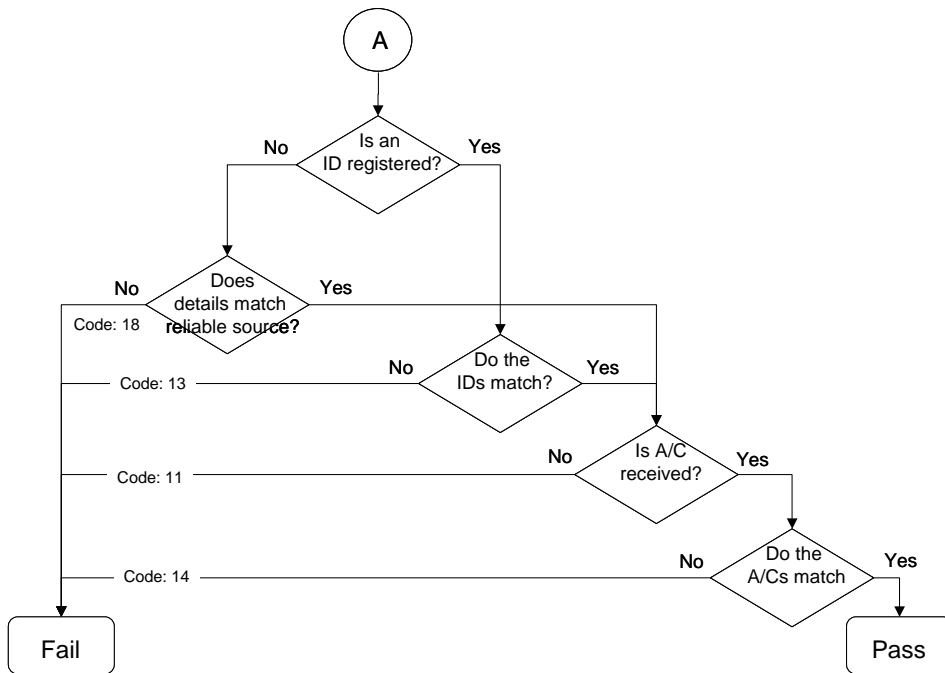 A
No
Is an
ID registered?
Yes
No
Code: 18
Does
details match
reliable source?
Yes
Code: 13
No
Do the
IDs match?
Yes
Code: 11
No
Is A/C
received?
Yes
Code: 14
No
Do the
A/Cs match
Yes
Fail
Pass